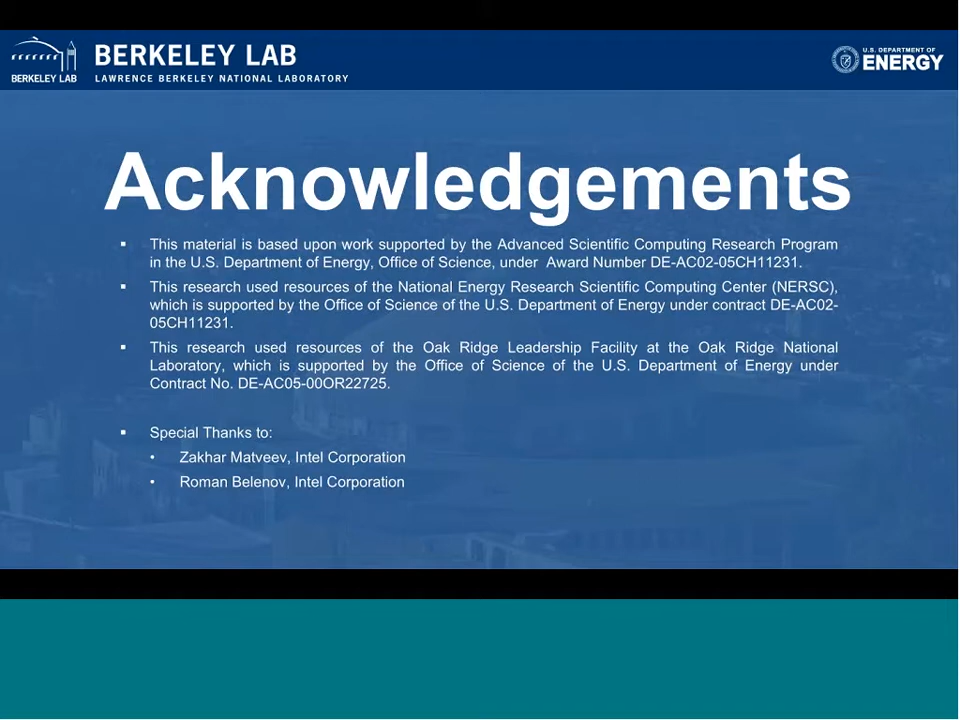 BERKELEY LAB
BERKELEY LAB
LAWRENCE BERKELEY NATIONAL LABORATORY
U.S. DEPARTMENT OF
ENERGY
Acknowledgements
▪ This material is based upon work supported by the Advanced Scientific Computing Research Program
in the U.S. Department of Energy, Office of Science, under Award Number DE-AC02-05CH11231.
▪ This research used resources of the National Energy Research Scientific Computing Center (NERSC),
which is supported by the Office of Science of the U.S. Department of Energy under contract DE-AC02-
05CH11231.
▪ This research used resources of the Oak Ridge Leadership Facility at the Oak Ridge National
Laboratory, which is supported by the Office of Science of the U.S. Department of Energy under
Contract No. DE-AC05-00OR22725.
▪ Special Thanks to:
• Zakhar Matveev, Intel Corporation
• Roman Belenov, Intel Corporation